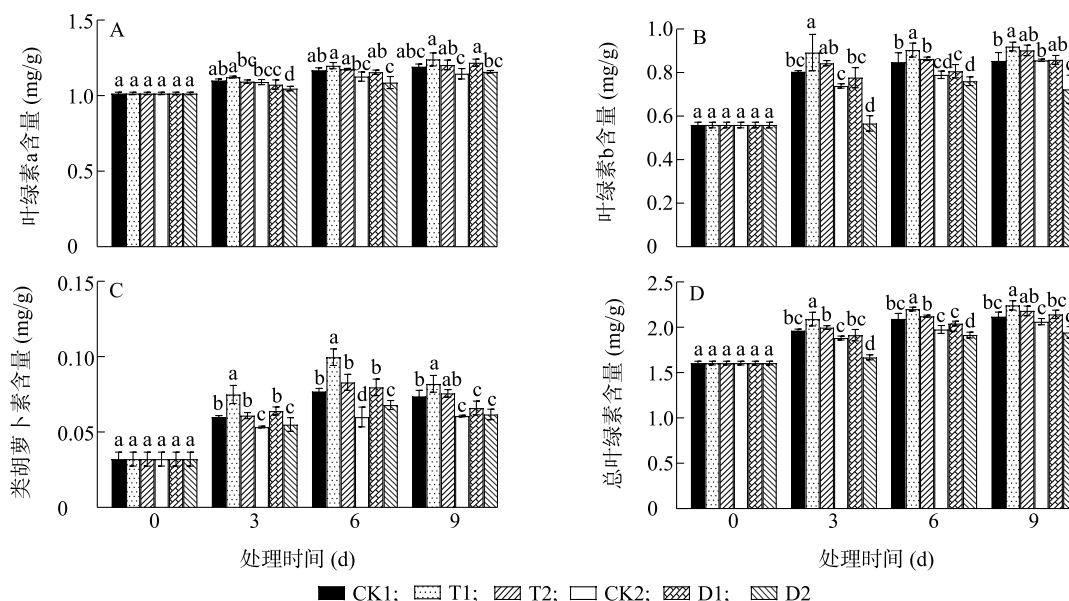 A
叶绿素a含量 (mg/g)
1.5
1.0
0.5
0
a a a a a a
ab a bc abc bc c d
ab a ab bc ab c
abc a ab c a bc
B
叶绿素b含量 (mg/g)
1.0
0.8
0.6
0.4
0.2
0
a a a a a a
bc a ab c bc d
b a b cd c d
b a ab b ab
C
类胡萝卜素含量 (mg/g)
0.15
0.10
0.05
0
a a a a a a
b a b c b c
b a b d b c
b a ab c c c
0 3 6 9
处理时间 (d)
D
总叶绿素含量 (mg/g)
2.5
2.0
1.5
1.0
0.5
0
a a a a a a
bc a b c bc d
bc a b c c d
bc a ab c bc
0 3 6 9
处理时间 (d)
CK1; T1; T2; CK2; D1; D2